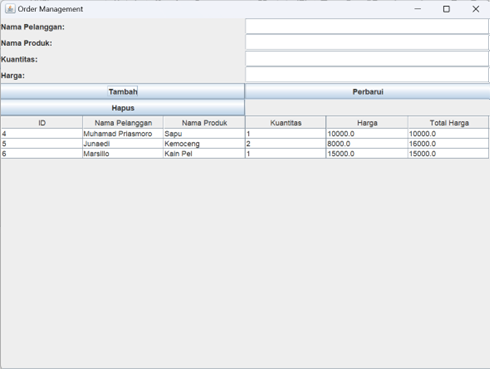 Order Management
Nama Pelanggan:
Nama Produk:
Kuantitas:
Harga:
Tambah Perbarui
Hapus
ID Nama Pelanggan Nama Produk Kuantitas Harga Total Harga
4 Muhamad Priasmoro Sapu 1 10000.0 10000.0
5 Junaedi Kemoceng 2 8000.0 16000.0
6 Marsillo Kain Pel 1 15000.0 15000.0